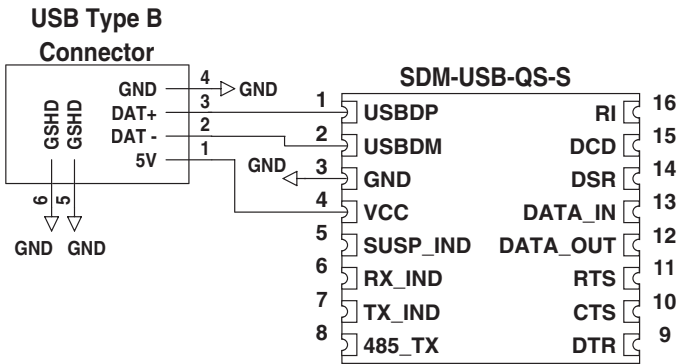 USB Type B
Connector
GND 4 GND
DAT+ 3
DAT - 2
5V 1
GSHD GSHD
6 5
GND GND
SDM-USB-QS-S
1 USBDP RI 16
2 USBDM DCD 15
GND 3 GND DSR 14
4 VCC DATA_IN 13
5 SUSP_IND DATA_OUT 12
6 RX_IND RTS 11
7 TX_IND CTS 10
8 485_TX DTR 9